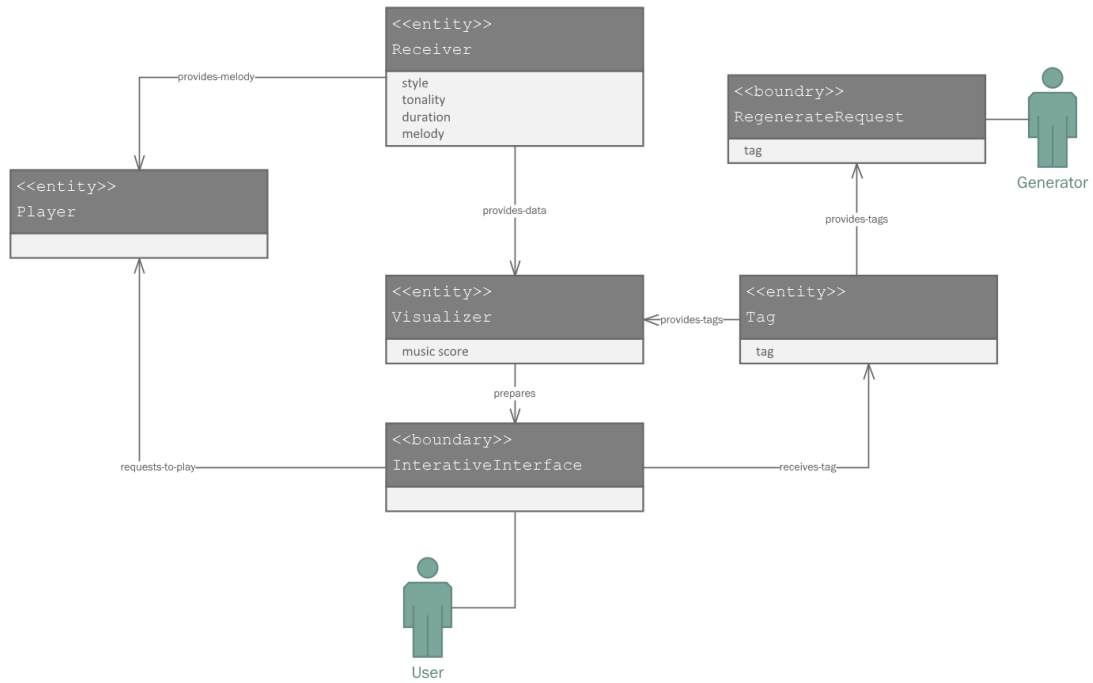 <<entity>>
Receiver
style
tonality
duration
melody
provides-melody
<<boundry>>
RegenerateRequest
tag
Generator
<<entity>>
Player
provides-data
provides-tags
<<entity>>
Visualizer
music score
provides-tags
<<entity>>
Tag
tag
prepares
<<boundary>>
InterativeInterface
requests-to-play
receives-tag
User